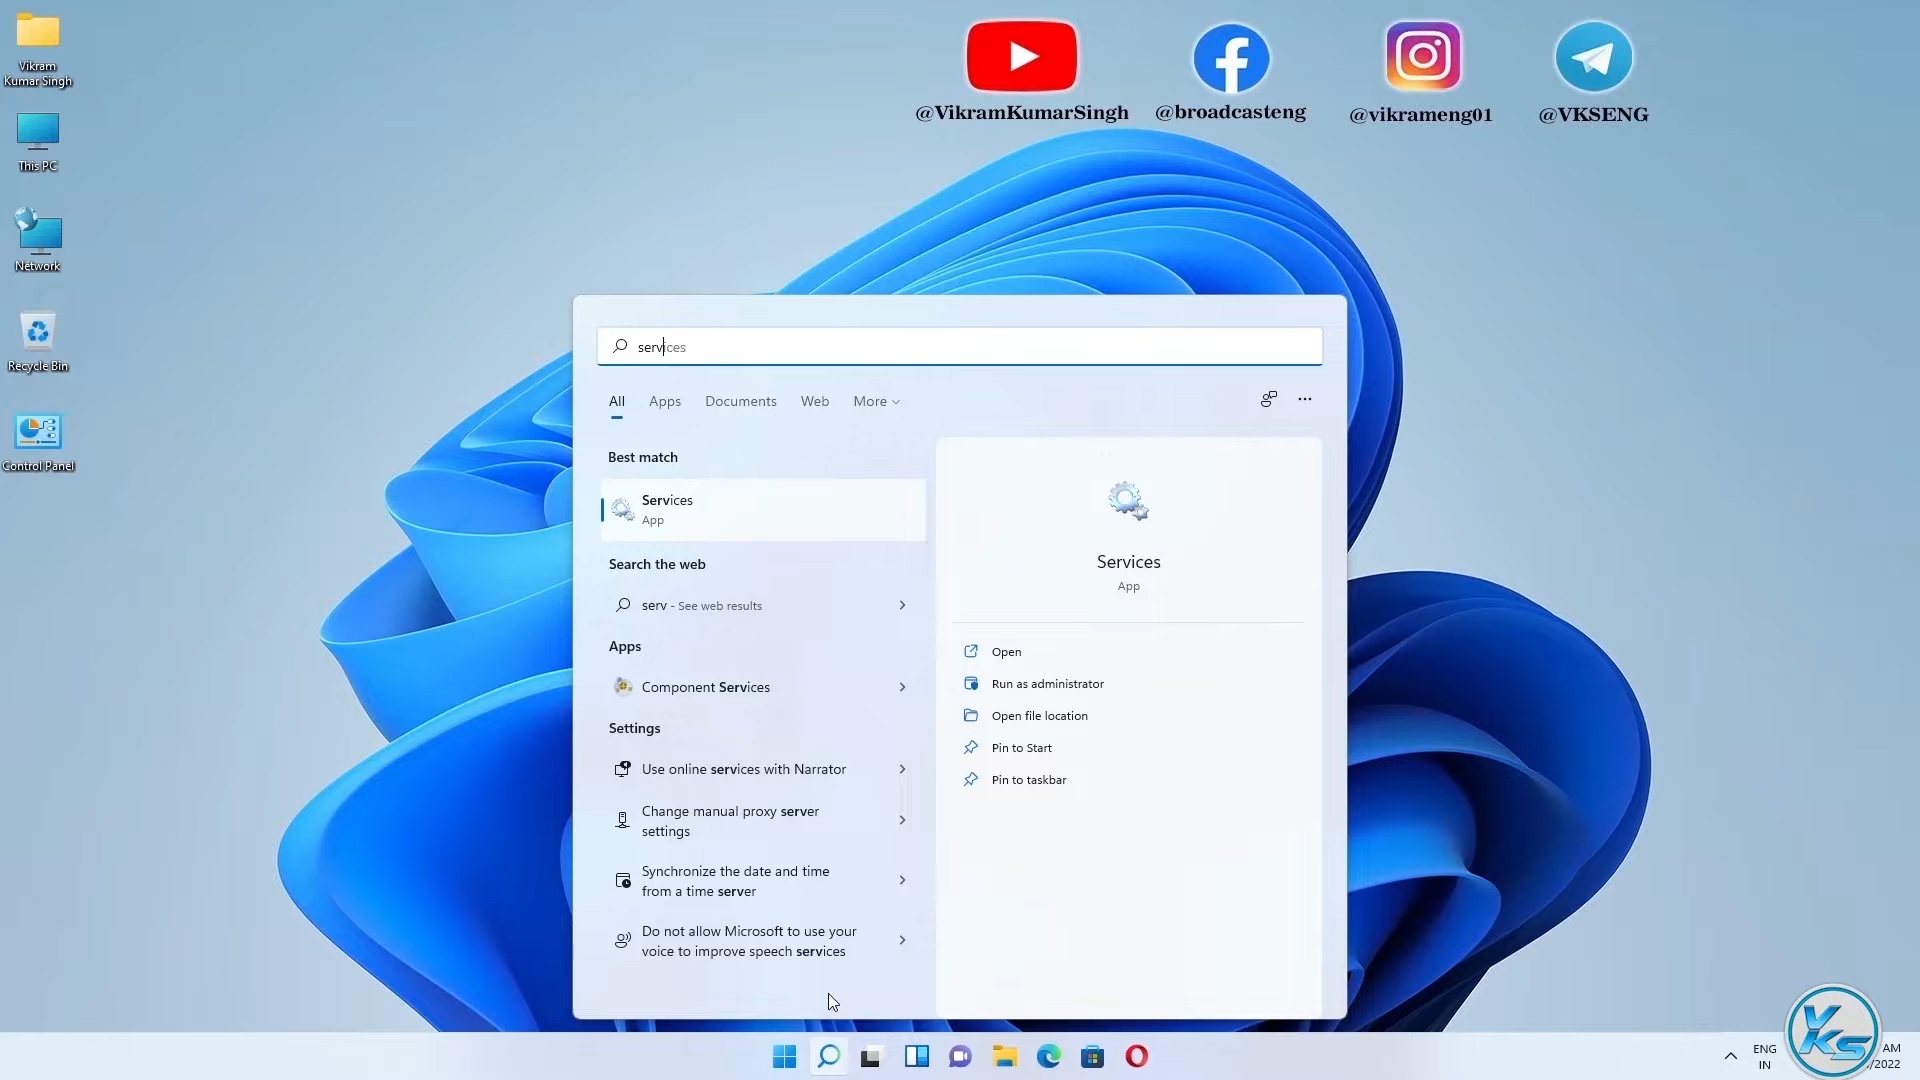 Vikram
Kumar Singh
This PC
Network
Recycle Bin
Control Panel
@VikramKumarSingh
@broadcasteng
@vikrameng01
@VKSENG
services
All
Apps
Documents
Web
More
Best match
Services
App
Search the web
serv - See web results
Apps
Component Services
Settings
Use online services with Narrator
Change manual proxy server
settings
Synchronize the date and time
from a time server
Do not allow Microsoft to use your
voice to improve speech services
Services
App
Open
Run as administrator
Open file location
Pin to Start
Pin to taskbar
ENG
IN
VKS
AM
/2022